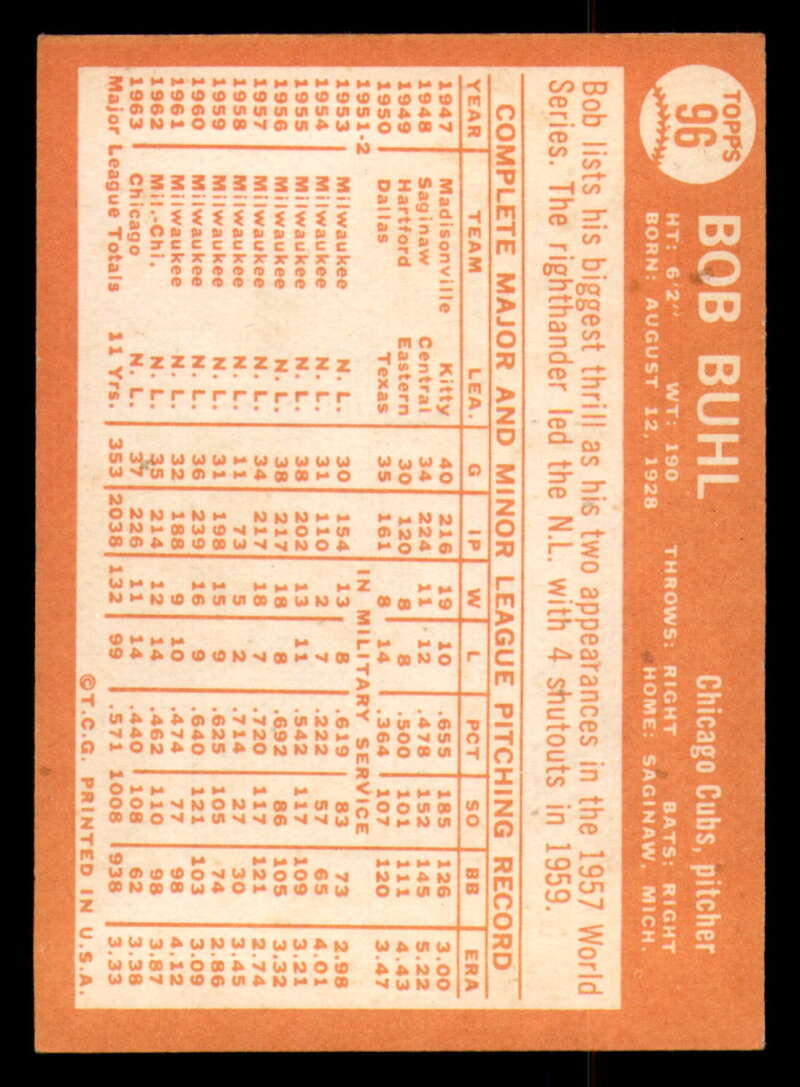 TOPP'S
96
BOB BUHL
Chicago Cubs, pitcher
HT: 6'2" WT: 190 THROWS: RIGHT BATS: RIGHT
BORN: AUGUST 12, 1928 HOME: SAGINAW, MICH.
Bob lists his biggest thrill as his two appearances in the 1957 World
Series. The righthander led the N.L. with 4 shutouts in 1959.
COMPLETE MAJOR AND MINOR LEAGUE PITCHING RECORD
YEAR TEAM LEA. G IP W L PCT SO BB ERA
1947 Madisonville Kitty 40 216 19 10 .655 185 126 3.00
1948 Saginaw Central 34 224 11 12 .478 152 145 5.22
1949 Hartford Eastern 30 120 8 8 .500 101 111 4.43
1950 Dallas Texas 35 161 8 14 .364 107 120 3.47
1951-2 IN MILITARY SERVICE
1953 Milwaukee N. L. 30 154 13 8 .619 83 73 2.98
1954 Milwaukee N. L. 31 110 2 7 .222 57 65 4.01
1955 Milwaukee N. L. 38 202 13 11 .542 117 109 3.21
1956 Milwaukee N. L. 38 217 18 8 .692 86 105 3.32
1957 Milwaukee N. L. 34 217 18 7 .720 117 121 2.74
1958 Milwaukee N. L. 11 73 5 2 .714 27 30 3.45
1959 Milwaukee N. L. 31 198 15 9 .625 105 74 2.86
1960 Milwaukee N. L. 36 239 16 9 .640 121 103 3.09
1961 Milwaukee N. L. 32 188 9 10 .474 77 98 4.12
1962 Mil.-Chi. N. L. 35 214 12 14 .462 110 98 3.87
1963 Chicago N. L. 37 226 11 14 .440 108 62 3.38
Major League Totals 11 Yrs. 353 2038 132 99 .571 1008 938 3.33
©T.C.G. PRINTED IN U.S.A.